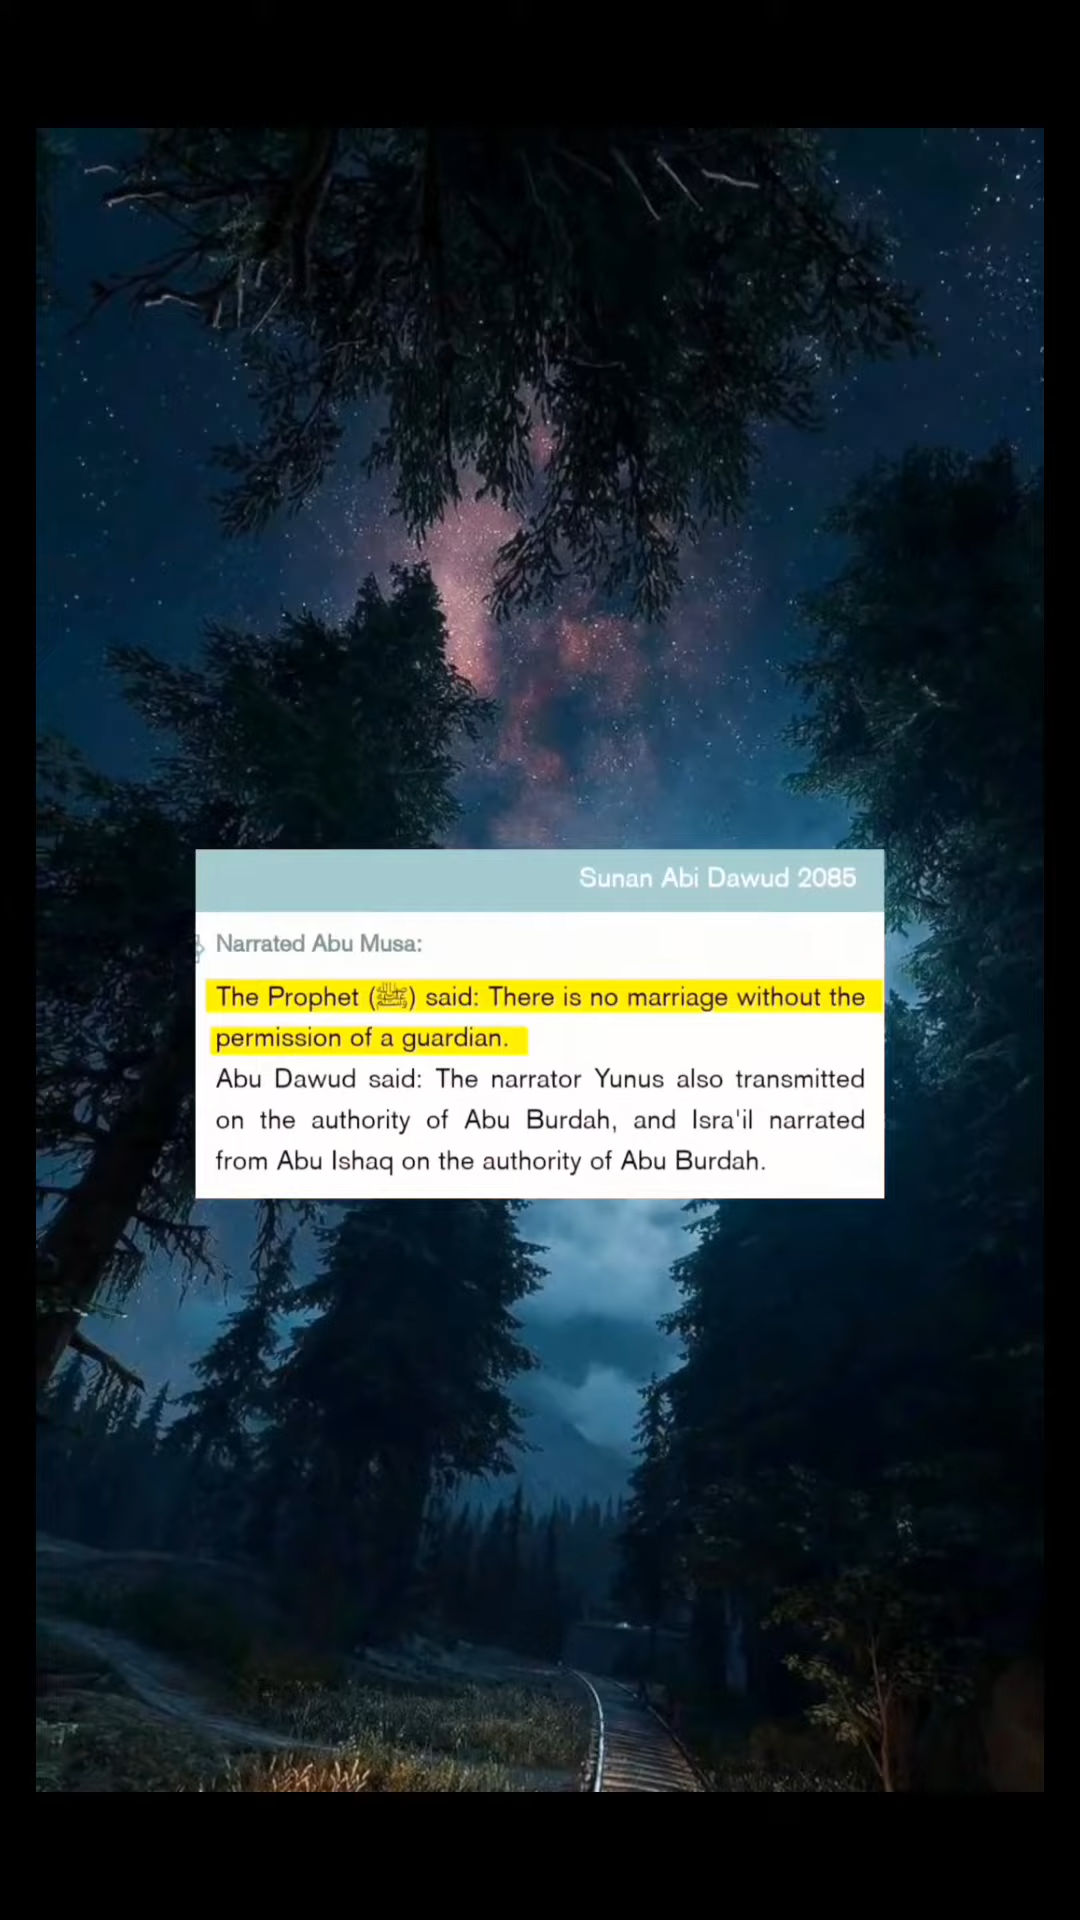 Sunan Abi Dawud 2085
Narrated Abu Musa:
The Prophet (ﷺ) said: There is no marriage without the
permission of a guardian.
Abu Dawud said: The narrator Yunus also transmitted
on the authority of Abu Burdah, and Isra'il narrated
from Abu Ishaq on the authority of Abu Burdah.